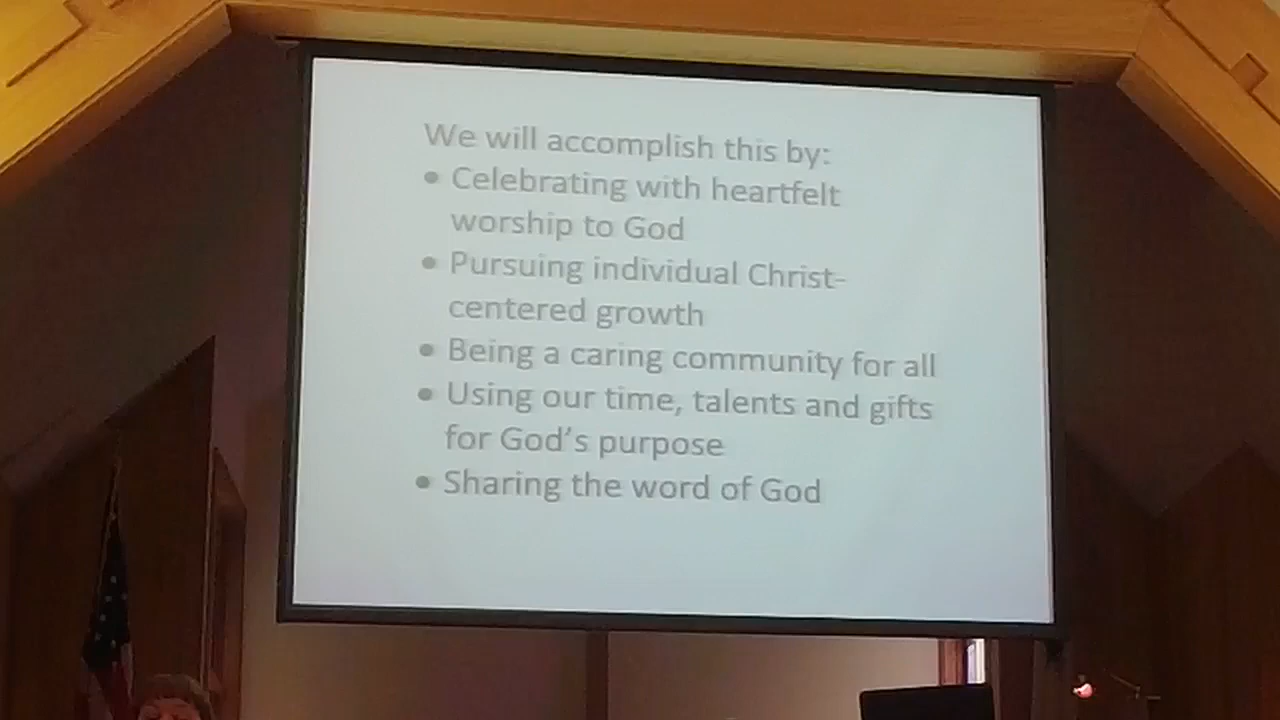 We will accomplish this by:
• Celebrating with heartfelt
worship to God
• Pursuing individual Christ-
centered growth
• Being a caring community for all
• Using our time, talents and gifts
for God's purpose
• Sharing the word of God